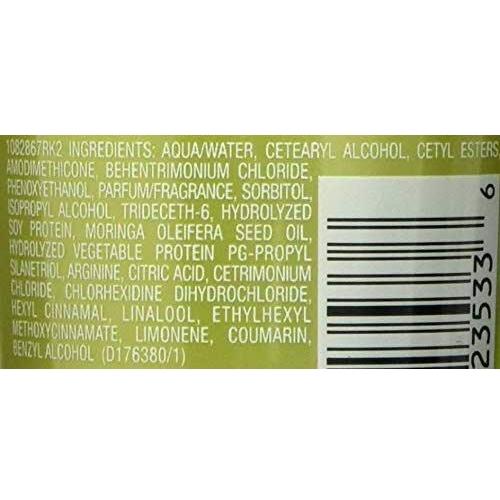 1082867RK2 INGREDIENTS: AQUA/WATER, CETEARYL ALCOHOL, CETYL ESTERS,
AMODIMETHICONE, BEHENTRIMONIUM CHLORIDE,
PHENOXYETHANOL, PARFUM/FRAGRANCE, SORBITOL,
ISOPROPYL ALCOHOL, TRIDECETH-6, HYDROLYZED
SOY PROTEIN, MORINGA OLEIFERA SEED OIL,
HYDROLYZED VEGETABLE PROTEIN PG-PROPYL
SLANETRIOL, ARGININE, CITRIC ACID, CETRIMONIUM
CHLORIDE, CHLORHEXIDINE DIHYDROCHLORIDE,
HEXYL CINNAMAL, LINALOOL, ETHYLHEXYL
METHOXYCINNAMATE, LIMONENE, COUMARIN,
BENZYL ALCOHOL (D176380/1)
23533 6